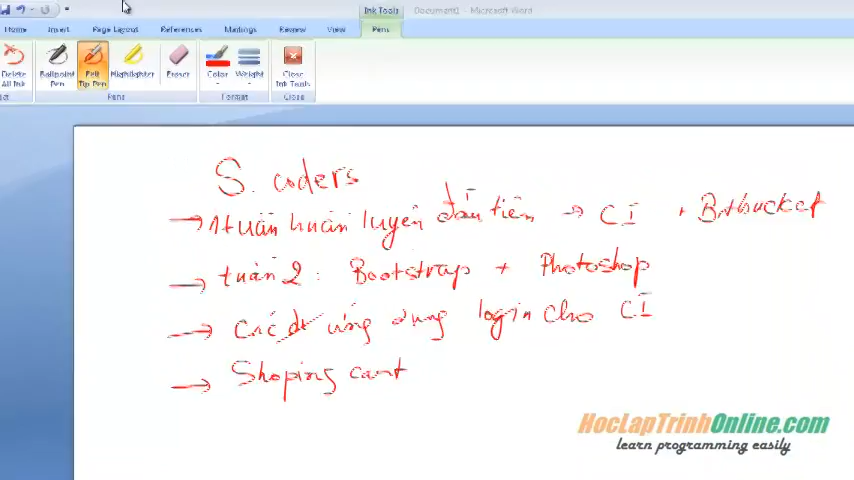 Ink Tools Document1 - Microsoft Word
Home Insert Page Layout References Mailings Review View Pens
Delete All Ink Ballpoint Pen Felt Tip Pen Highlighter Eraser Color Weight Close Ink Tools
Pens Format Close
S. coders
→ 1 tuần huấn luyện đầu tiên → CI + Bitbucket
→ tuần 2 : Bootstrap + Photoshop
→ ứng dụng login cho CI
→ Shoping cart
HocLapTrinhOnline.com
learn programming easily